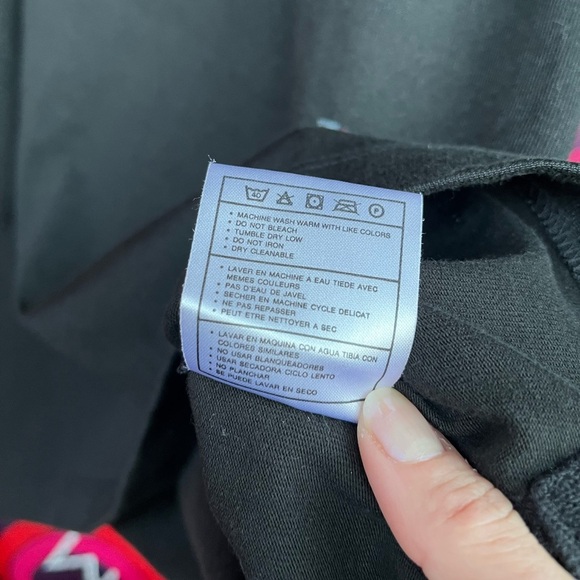 40 P
• MACHINE WASH WARM WITH LIKE COLORS
• DO NOT BLEACH
• TUMBLE DRY LOW
• DO NOT IRON
• DRY CLEANABLE
• LAVER EN MACHINE A EAU TIEDE AVEC
MEMES COULEURS
• PAS D'EAU DE JAVEL
• SECHER EN MACHINE CYCLE DELICAT
• NE PAS REPASSER
• PEUT ETRE NETTOYER A SEC
• LAVAR EN MAQUINA CON AGUA TIBIA CON
COLORES SIMILARES
• NO USAR BLANQUEADORES
• USAR SECADORA CICLO LENTO
• NO PLANCHAR
• SE PUEDE LAVAR EN SECO